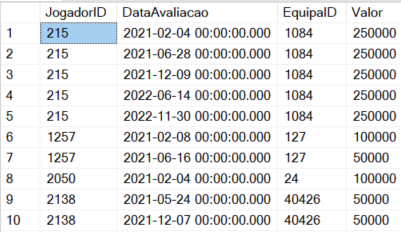 JogadorID DataAvaliacao EquipaID Valor
1 215 2021-02-04 00:00:00.000 1084 250000
2 215 2021-06-28 00:00:00.000 1084 250000
3 215 2021-12-09 00:00:00.000 1084 250000
4 215 2022-06-14 00:00:00.000 1084 250000
5 215 2022-11-30 00:00:00.000 1084 250000
6 1257 2021-02-08 00:00:00.000 127 100000
7 1257 2021-06-16 00:00:00.000 127 50000
8 2050 2021-02-04 00:00:00.000 24 100000
9 2138 2021-05-24 00:00:00.000 40426 50000
10 2138 2021-12-07 00:00:00.000 40426 50000